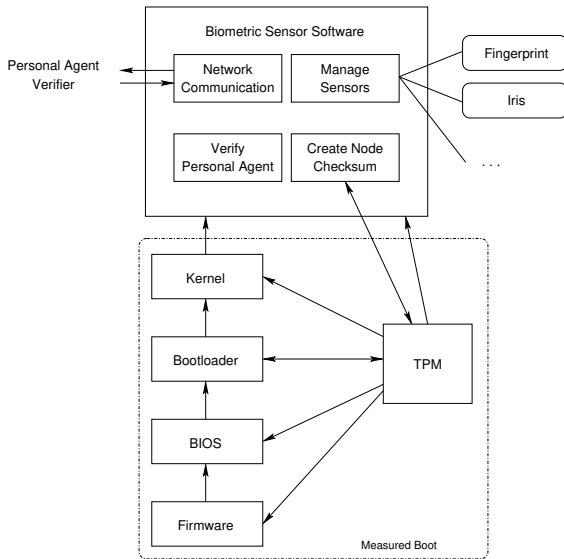 Biometric Sensor Software
Personal Agent
Verifier
Network
Communication
Manage
Sensors
Fingerprint
Iris
. . .
Verify
Personal Agent
Create Node
Checksum
Kernel
Bootloader
TPM
BIOS
Firmware
Measured Boot